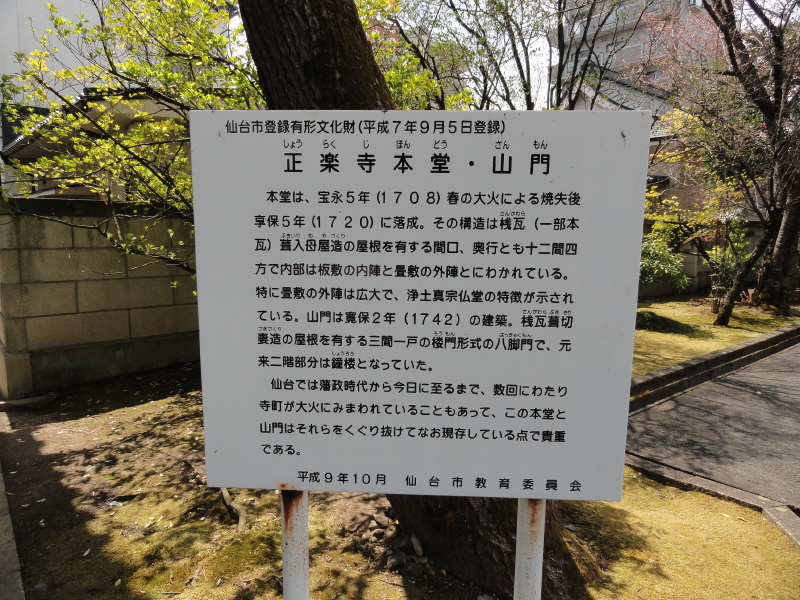 仙台市登録有形文化財(平成7年9月5日登録)
しょう らく じ ほん どう さん もん
正楽寺本堂・山門
本堂は、宝永5年(1708)春の大火による焼失後
享保5年(1720)に落成。その構造は桟瓦(一部本
瓦)葺入母屋造の屋根を有する間口、奥行とも十二間四
方で内部は板敷の内陣と畳敷の外陣とにわかれている。
特に畳敷の外陣は広大で、浄土真宗仏堂の特徴が示され
ている。山門は寛保2年(1742)の建築。桟瓦葺切
妻造の屋根を有する三間一戸の楼門形式の八脚門で、元
来二階部分は鐘楼となっていた。
仙台では藩政時代から今日に至るまで、数回にわたり
寺町が大火にみまわれていることもあって、この本堂と
山門はそれらをくぐり抜けてなお現存している点で貴重
である。
平成9年10月 仙台市教育委員会